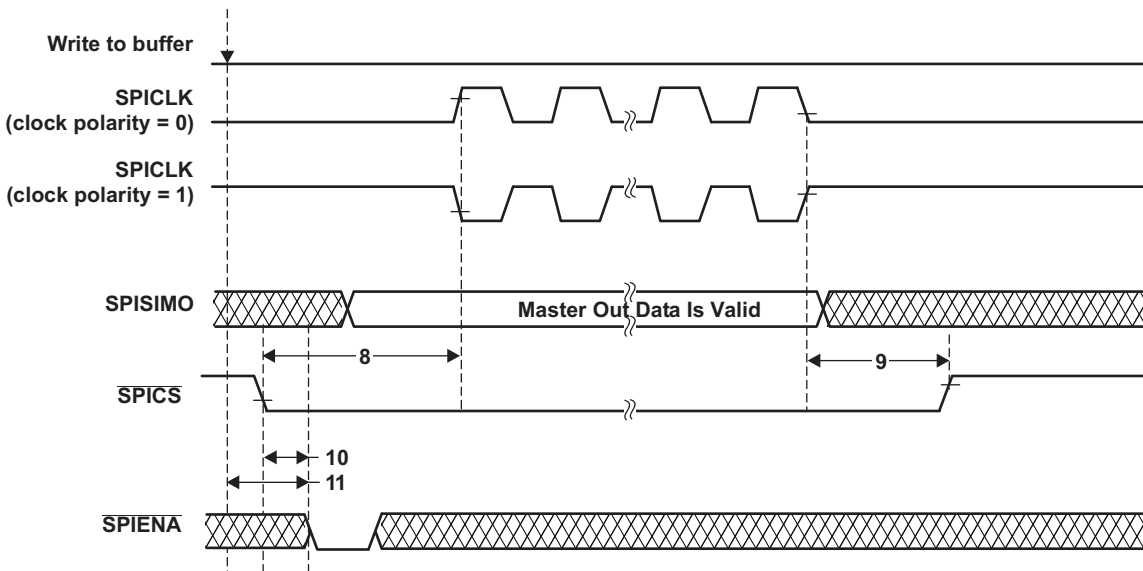 Write to buffer
SPICLK
(clock polarity = 0)
SPICLK
(clock polarity = 1)
SPISIMO
Master Out Data Is Valid
8
9
SPICS
10
11
SPIENA